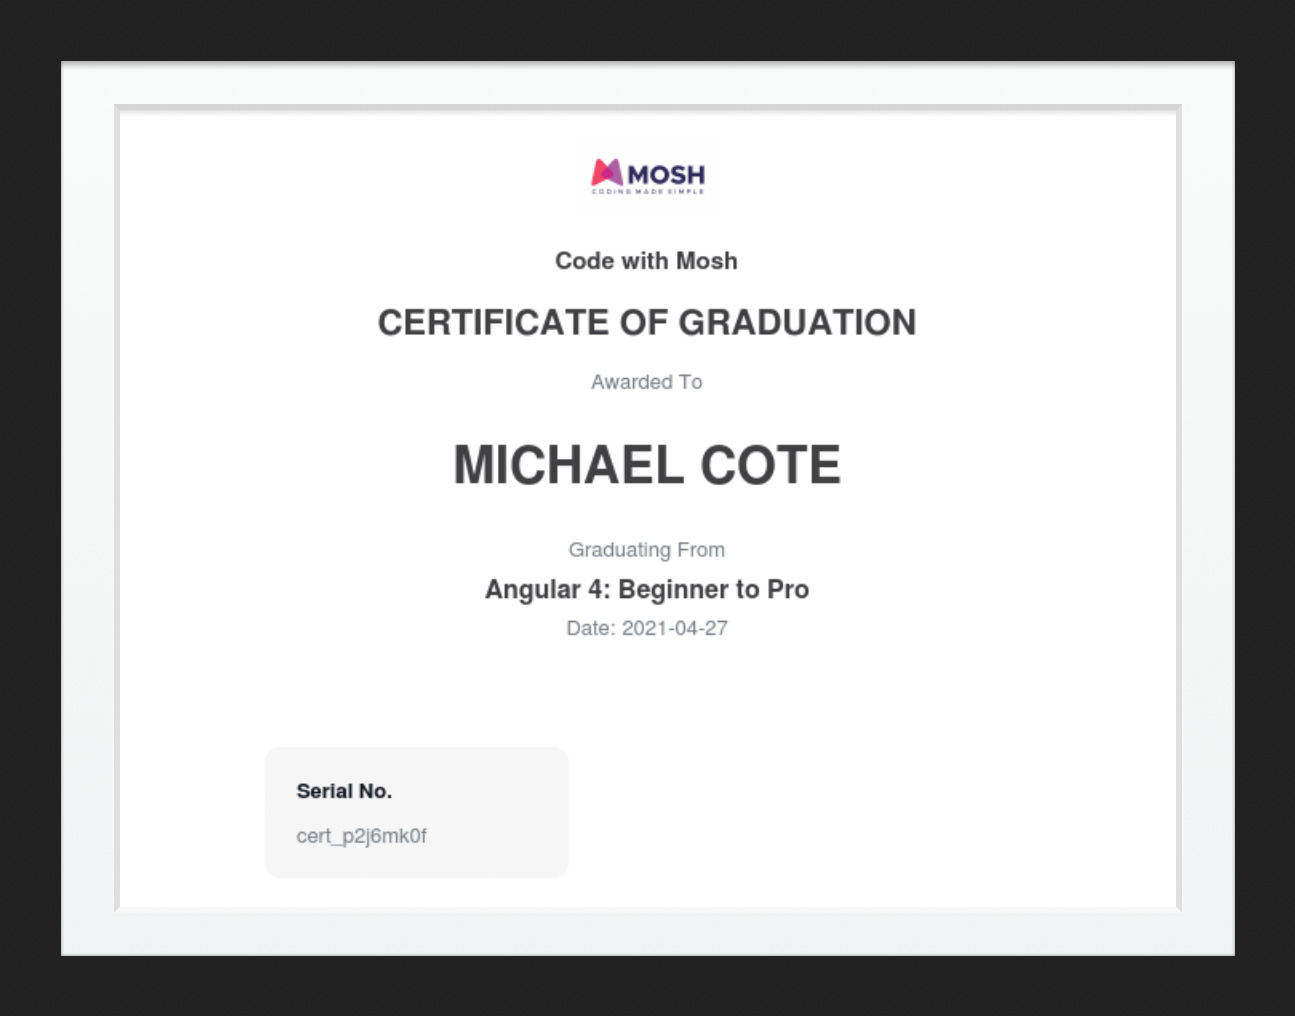 MOSH
CODING MADE SIMPLE
Code with Mosh
CERTIFICATE OF GRADUATION
Awarded To
MICHAEL COTE
Graduating From
Angular 4: Beginner to Pro
Date: 2021-04-27
Serial No.
cert_p2j6mk0f